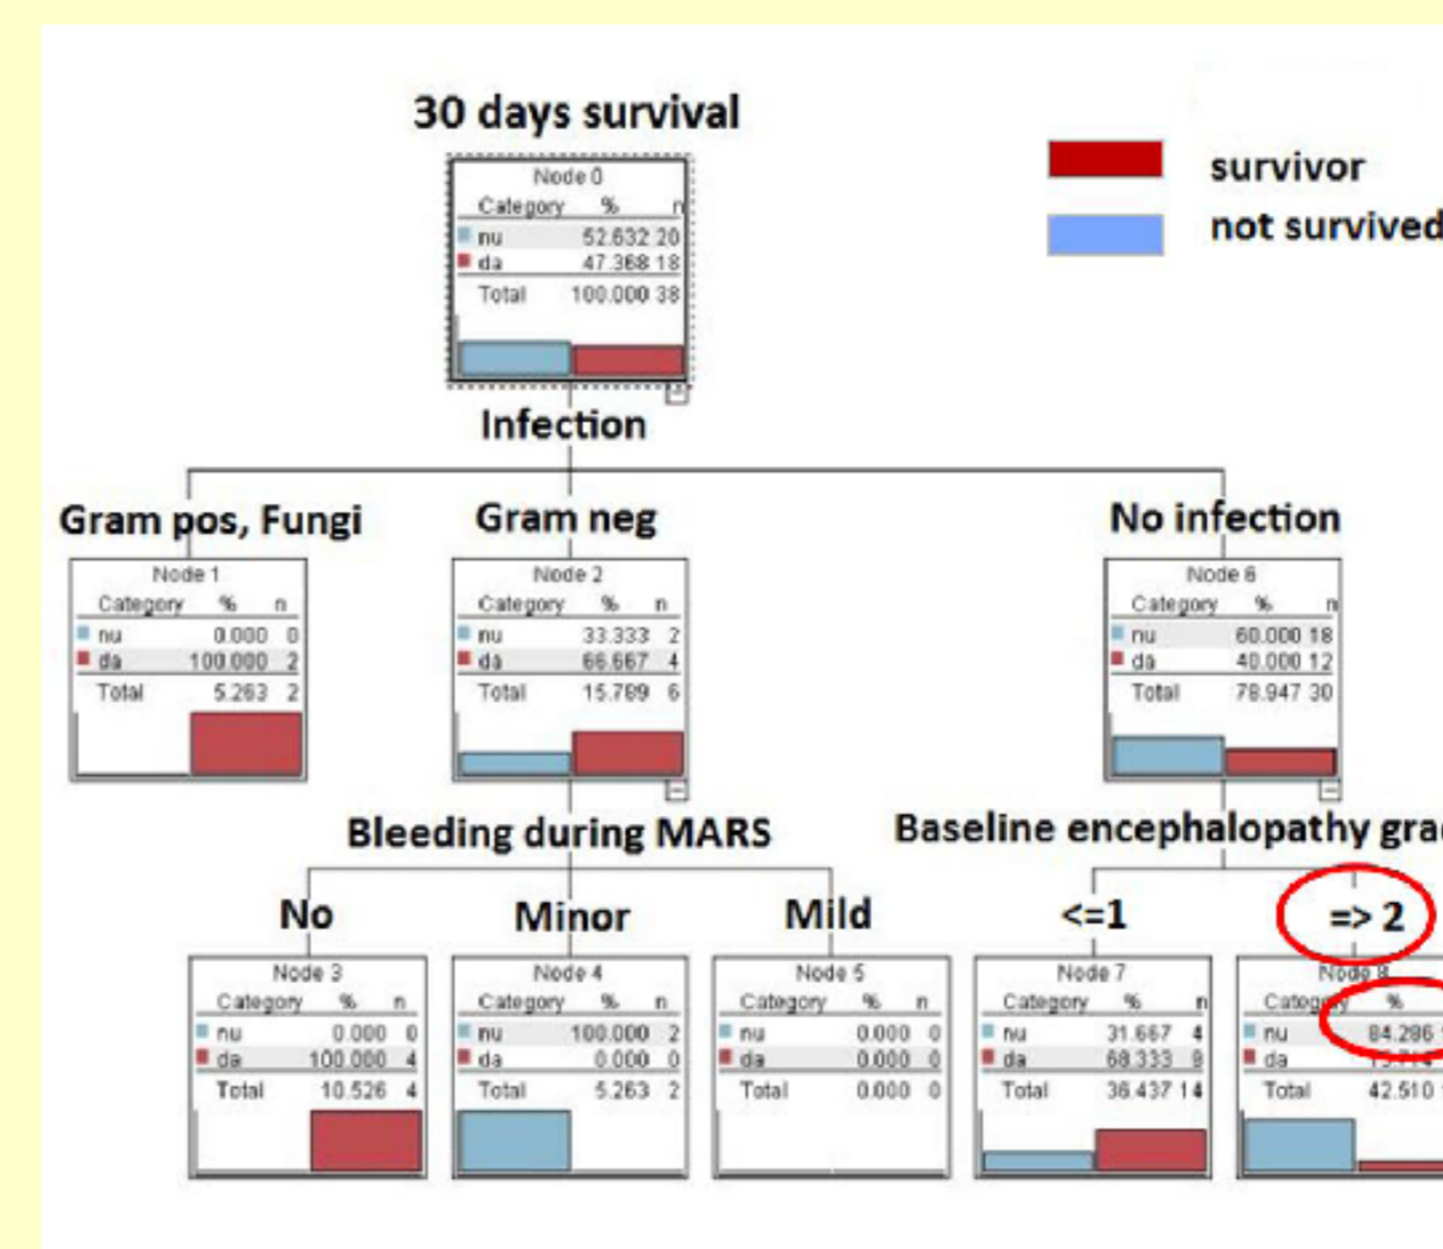 30 days survival
survivor
not survived
Node 0
Category % n
nu 52.632 20
da 47.368 18
Total 100.000 38
Infection
Gram pos, Fungi
Gram neg
No infection
Node 1
Category % n
nu 0.000 0
da 100.000 2
Total 5.263 2
Node 2
Category % n
nu 33.333 2
da 66.667 4
Total 15.789 6
Node 6
Category % n
nu 60.000 18
da 40.000 12
Total 78.947 30
Bleeding during MARS
Baseline encephalopathy
No
Minor
Mild
<=1
=> 2
Node 3
Category % n
nu 0.000 0
da 100.000 4
Total 10.526 4
Node 4
Category % n
nu 100.000 2
da 0.000 0
Total 5.263 2
Node 5
Category % n
nu 0.000 0
da 0.000 0
Total 0.000 0
Node 7
Category % n
nu 31.667 4
da 68.333 9
Total 36.437 14
Node 8
Category %
nu 84.286
da
Total 42.510